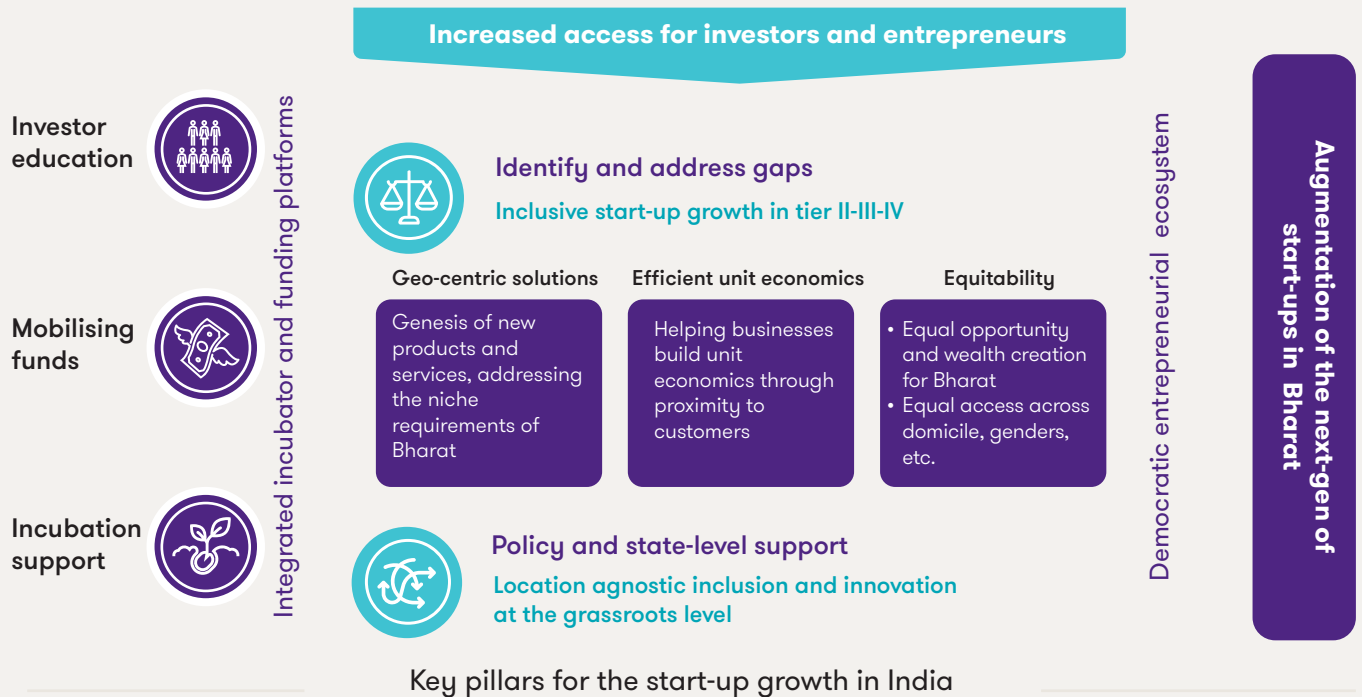 Increased access for investors and entrepreneurs
Investor
education
Mobilising
funds
Incubation
support
Integrated incubator and funding platforms
Identify and address gaps
Inclusive start-up growth in tier II-III-IV
Geo-centric solutions
Genesis of new
products and
services, addressing
the niche
requirements of
Bharat
Efficient unit economics
Helping businesses
build unit
economics through
proximity to
customers
Equitability
• Equal opportunity
and wealth creation
for Bharat
• Equal access across
domicile, genders,
etc.
Policy and state-level support
Location agnostic inclusion and innovation
at the grassroots level
Democratic entrepreneurial ecosystem
Augmentation of the next-gen of
start-ups in Bharat
Key pillars for the start-up growth in India